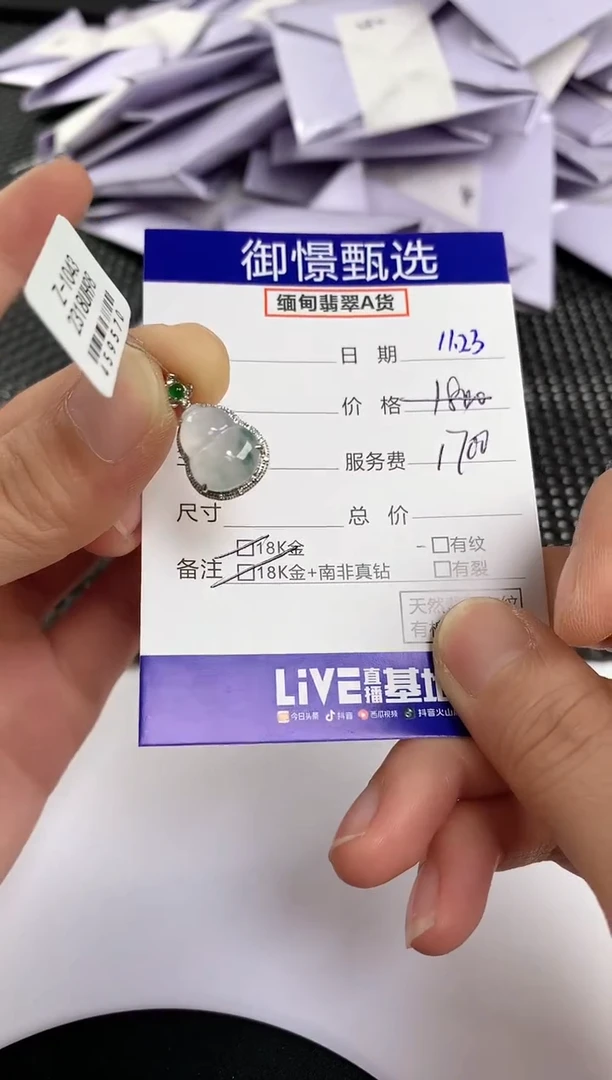 御憬甄选
缅甸翡翠A货
日期 11.23
价格 1800
服务费 1700
尺寸 总价
备注 18K金 有纹
18K金+南非真钻 有裂
天然 纹
有
LiVE直播基地
今日头条 抖音 西瓜视频 抖音火山
Z-1043